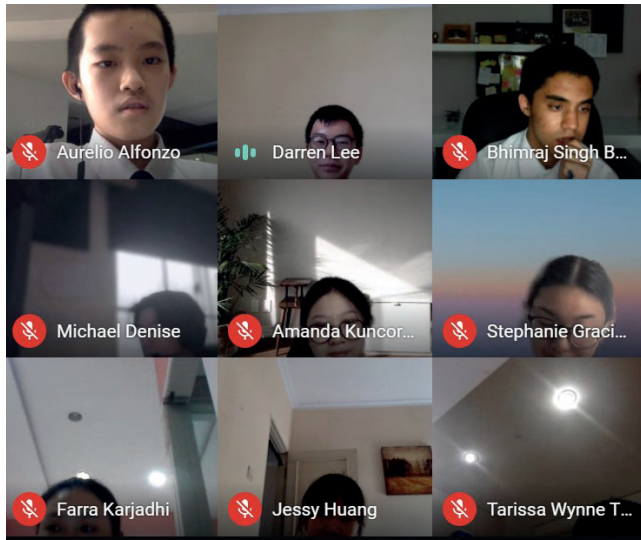 Aurelio Alfonzo
Darren Lee
Bhimraj Singh B...
Michael Denise
Amanda Kuncor...
Stephanie Graci...
Farra Karjadhi
Jessy Huang
Tarissa Wynne T...